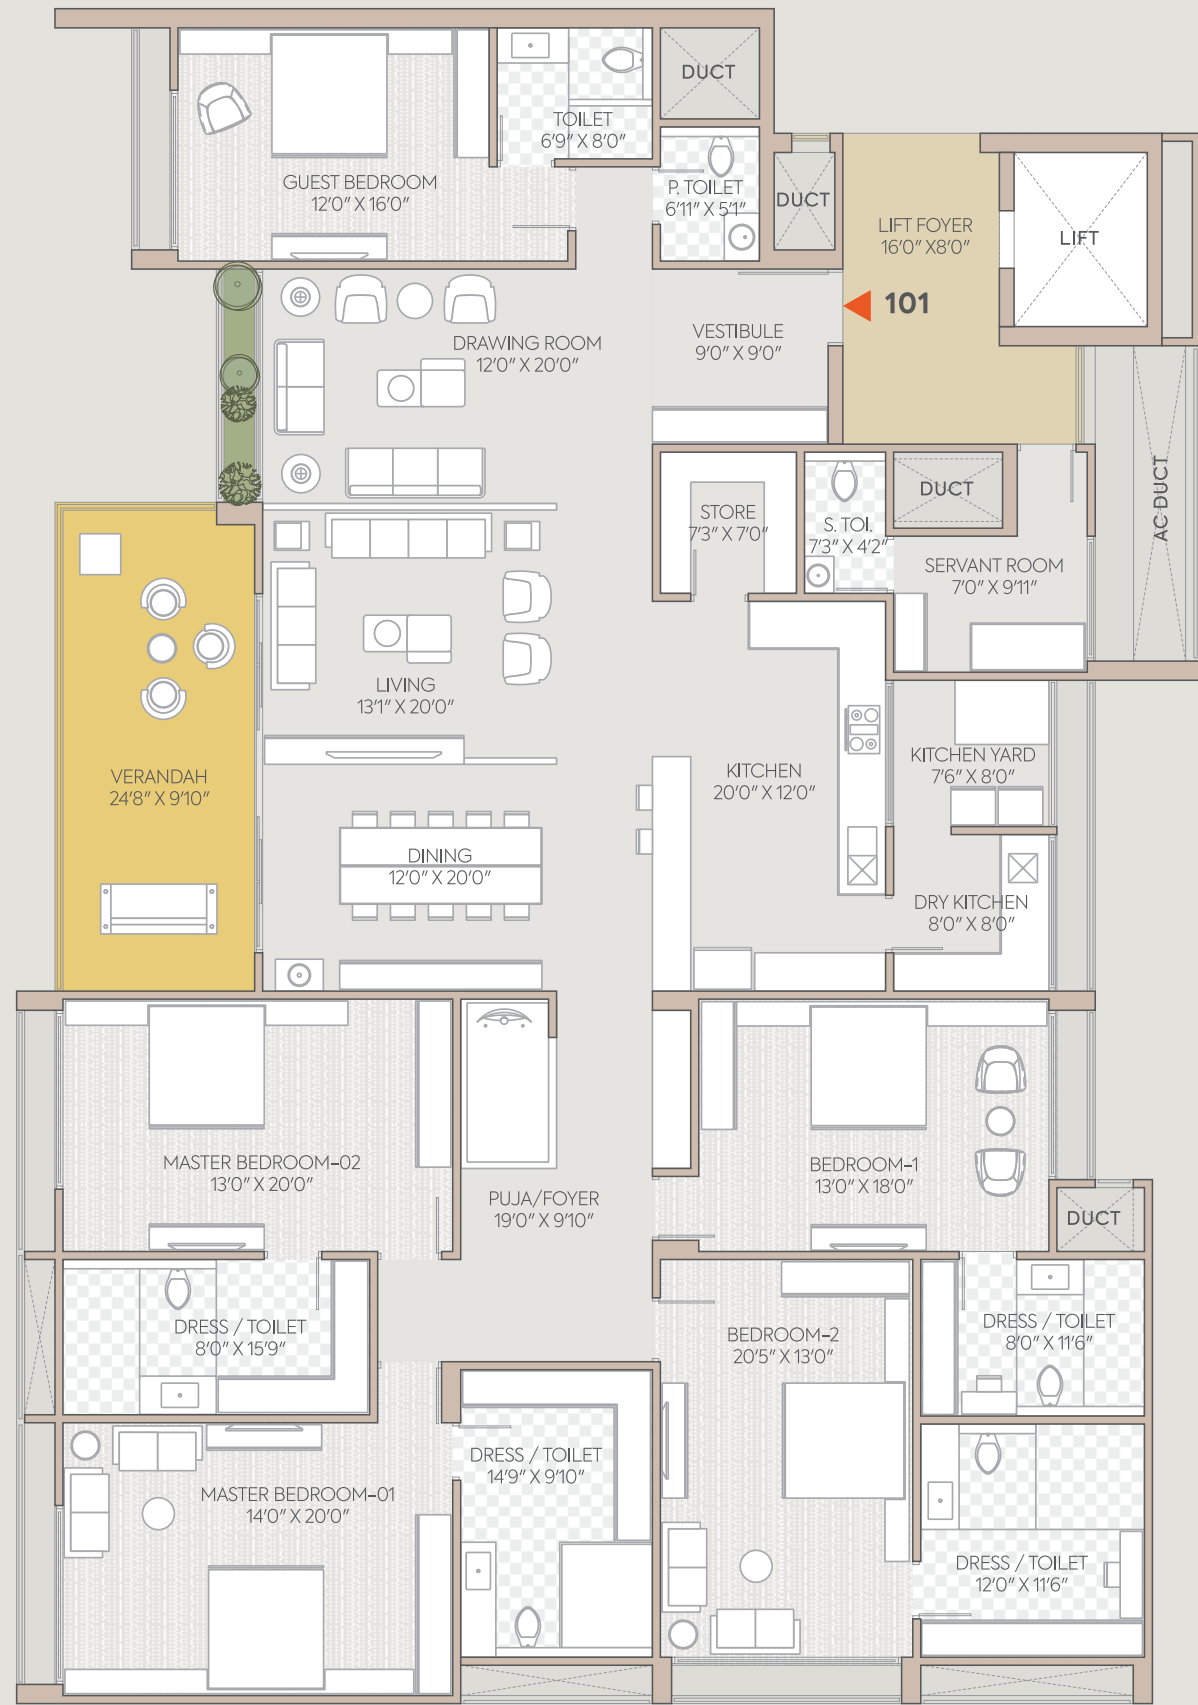 DUCT
TOILET
6'9" X 8'0"
GUEST BEDROOM
12'0" X 16'0"
P. TOILET
6'11" X 5'1"
DUCT
LIFT FOYER
16'0" X8'0"
LIFT
101
VESTIBULE
9'0" X 9'0"
DRAWING ROOM
12'0" X 20'0"
AC DUCT
DUCT
STORE
7'3" X 7'0"
S. TOI.
7'3" X 4'2"
SERVANT ROOM
7'0" X 9'11"
LIVING
13'1" X 20'0"
VERANDAH
24'8" X 9'10"
KITCHEN
20'0" X 12'0"
KITCHEN YARD
7'6" X 8'0"
DINING
12'0" X 20'0"
DRY KITCHEN
8'0" X 8'0"
MASTER BEDROOM-02
13'0" X 20'0"
PUJA/FOYER
19'0" X 9'10"
BEDROOM-1
13'0" X 18'0"
DUCT
DRESS / TOILET
8'0" X 15'9"
BEDROOM-2
20'5" X 13'0"
DRESS / TOILET
8'0" X 11'6"
DRESS / TOILET
14'9" X 9'10"
MASTER BEDROOM-01
14'0" X 20'0"
DRESS / TOILET
12'0" X 11'6"